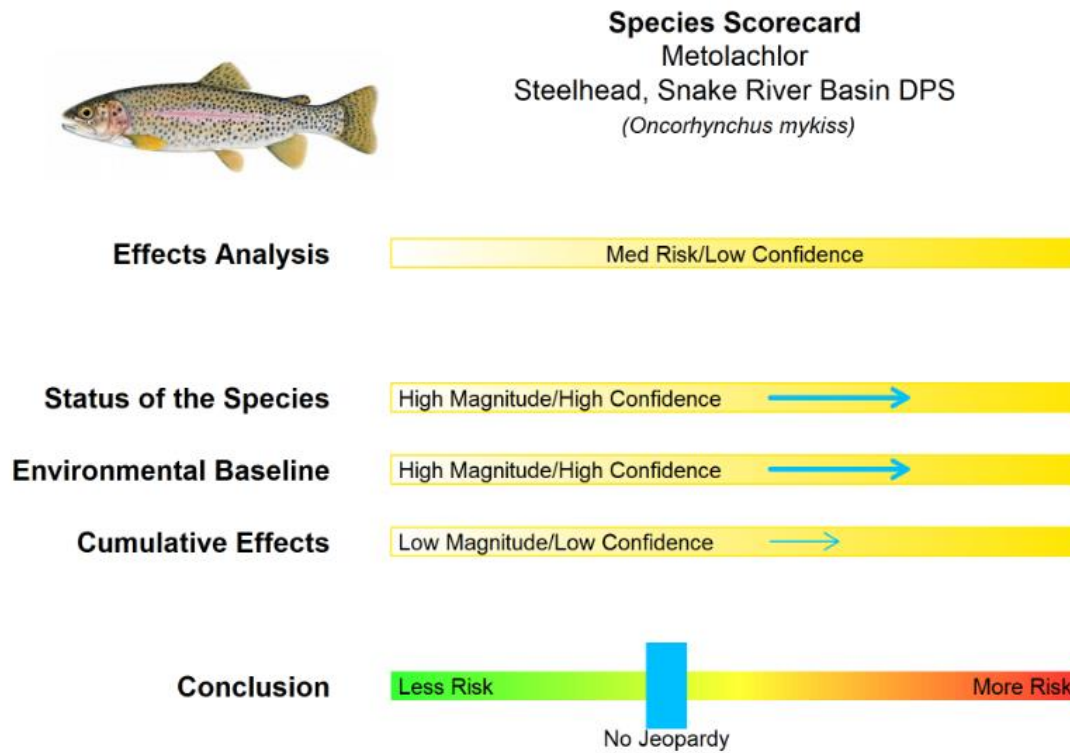 Species Scorecard
Metolachlor
Steelhead, Snake River Basin DPS
(Oncorhynchus mykiss)
Effects Analysis
Med Risk/Low Confidence
Status of the Species
High Magnitude/High Confidence
Environmental Baseline
High Magnitude/High Confidence
Cumulative Effects
Low Magnitude/Low Confidence
Conclusion
Less Risk
More Risk
No Jeopardy